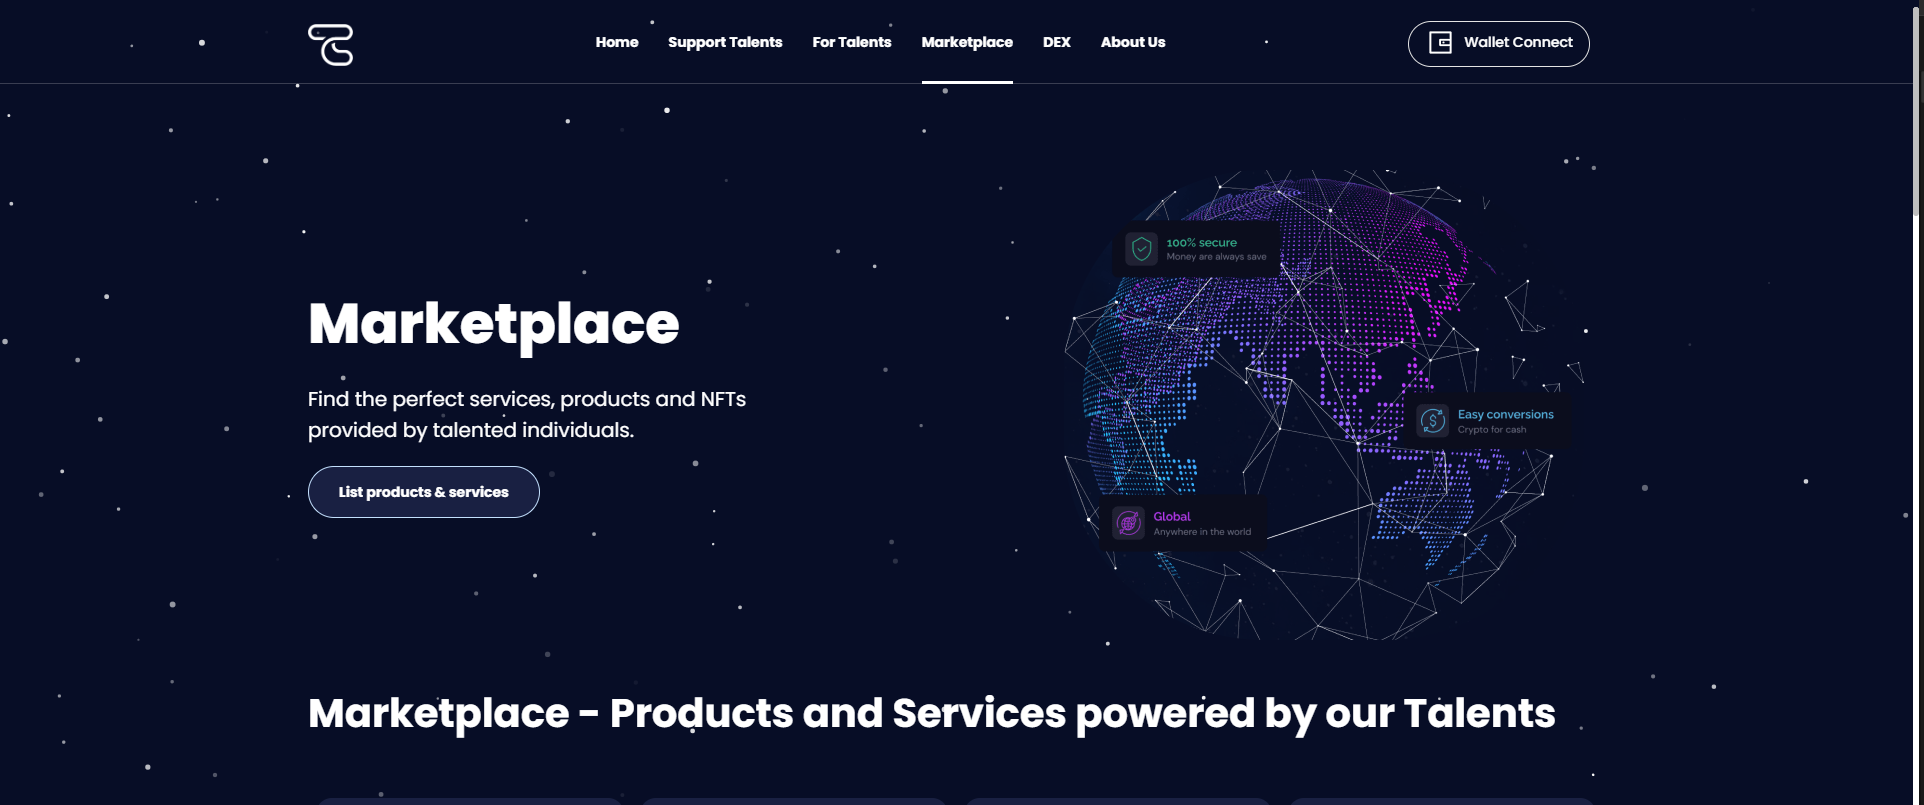 Home Support Talents For Talents Marketplace DEX About Us Wallet Connect
100% secure
Money are always save
Marketplace
Find the perfect services, products and NFTs
provided by talented individuals.
List products & services
Easy conversions
Crypto for cash
Global
Anywhere in the world
Marketplace - Products and Services powered by our Talents